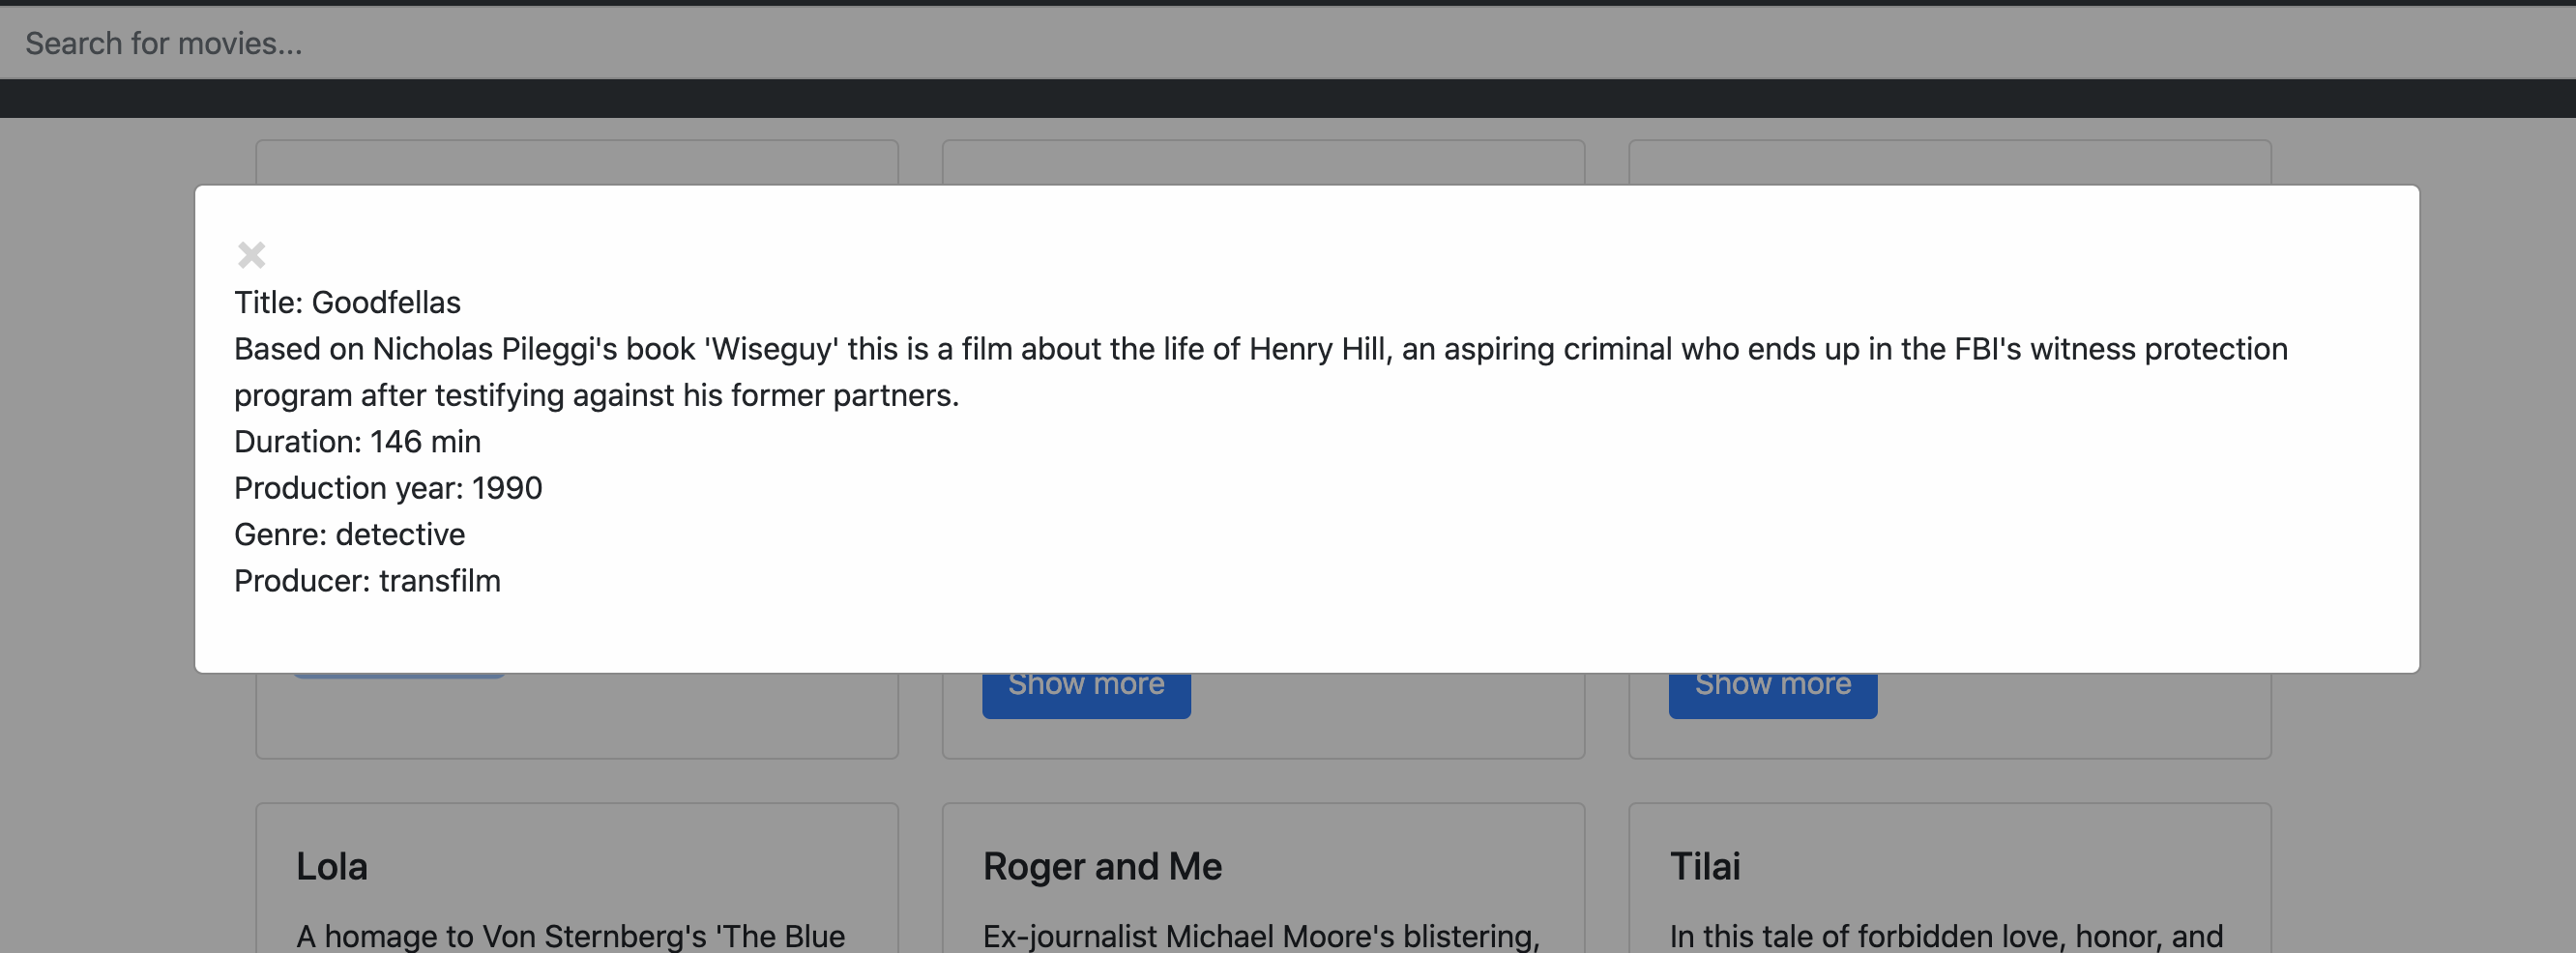 Search for movies...
×
Title: Goodfellas
Based on Nicholas Pileggi's book 'Wiseguy' this is a film about the life of Henry Hill, an aspiring criminal who ends up in the FBI's witness protection
program after testifying against his former partners.
Duration: 146 min
Production year: 1990
Genre: detective
Producer: transfilm
Show more
Show more
Lola
Roger and Me
Tilai
A homage to Von Sternberg's 'The Blue
Ex-journalist Michael Moore's blistering,
In this tale of forbidden love, honor, and